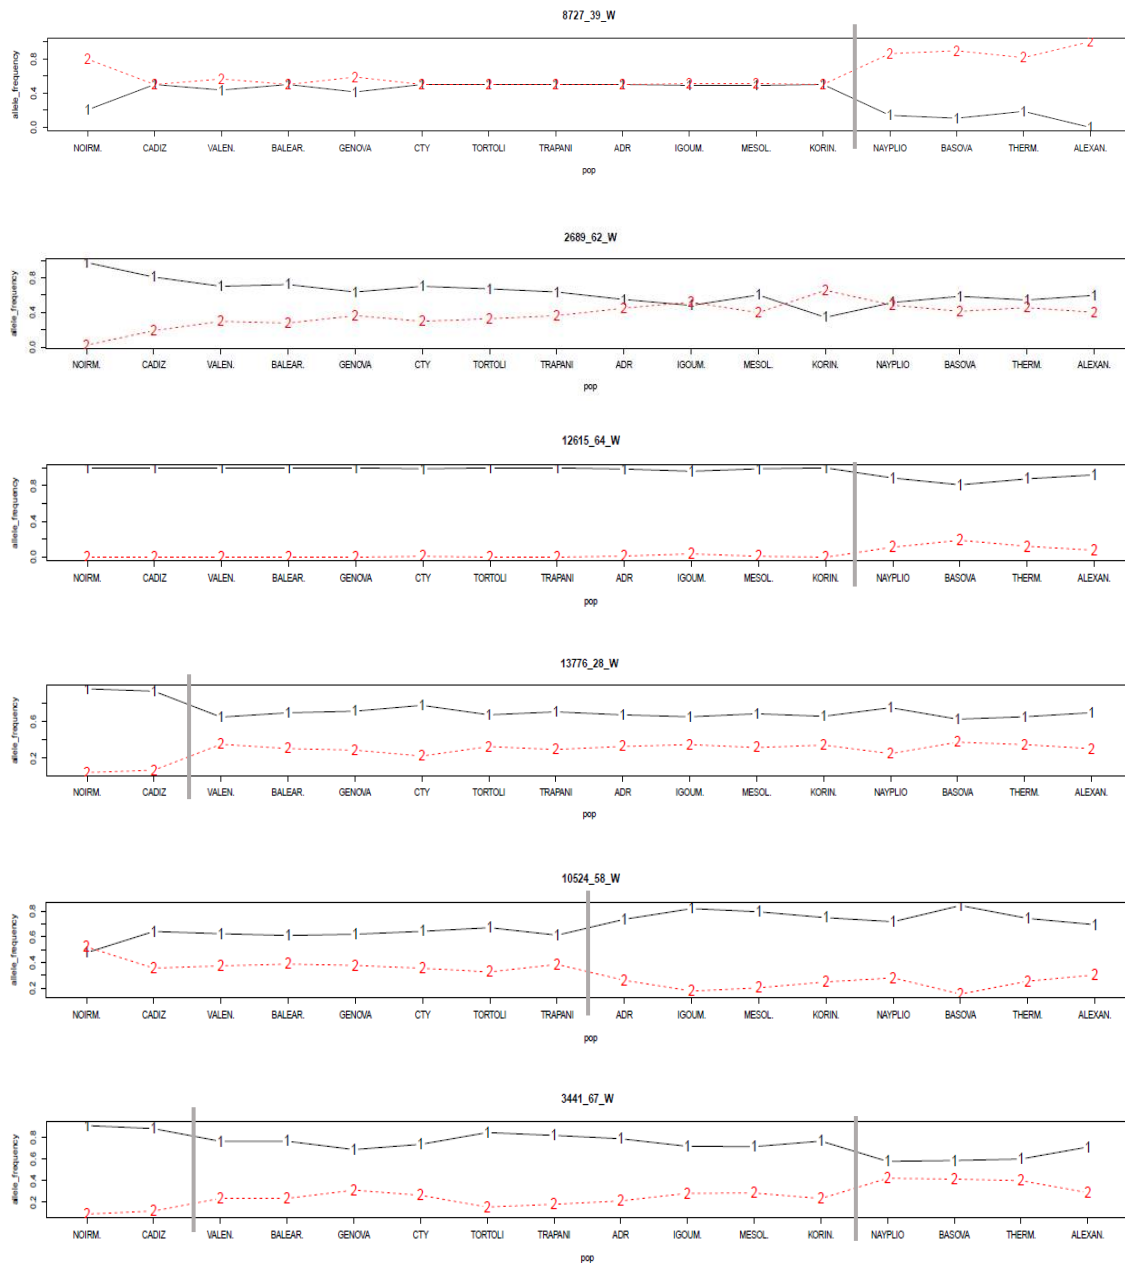 8727_39_W
allele_frequency
0.8
0.4
0.0
NOIRM. CADIZ VALEN. BALEAR. GENOVA CTY TORTOLI TRAPANI ADR IGOUM. MESOL. KORIN. NAYPLIO BASOVA THERM. ALEXAN.
pop
2689_62_W
allele_frequency
0.8
0.4
0.0
NOIRM. CADIZ VALEN. BALEAR. GENOVA CTY TORTOLI TRAPANI ADR IGOUM. MESOL. KORIN. NAYPLIO BASOVA THERM. ALEXAN.
pop
12615_64_W
allele_frequency
0.8
0.4
0.0
NOIRM. CADIZ VALEN. BALEAR. GENOVA CTY TORTOLI TRAPANI ADR IGOUM. MESOL. KORIN. NAYPLIO BASOVA THERM. ALEXAN.
pop
13776_28_W
allele_frequency
0.6
0.2
NOIRM. CADIZ VALEN. BALEAR. GENOVA CTY TORTOLI TRAPANI ADR IGOUM. MESOL. KORIN. NAYPLIO BASOVA THERM. ALEXAN.
pop
10524_58_W
allele_frequency
0.8
0.6
0.4
0.2
NOIRM. CADIZ VALEN. BALEAR. GENOVA CTY TORTOLI TRAPANI ADR IGOUM. MESOL. KORIN. NAYPLIO BASOVA THERM. ALEXAN.
pop
3441_67_W
allele_frequency
0.8
0.6
0.4
0.2
NOIRM. CADIZ VALEN. BALEAR. GENOVA CTY TORTOLI TRAPANI ADR IGOUM. MESOL. KORIN. NAYPLIO BASOVA THERM. ALEXAN.
pop